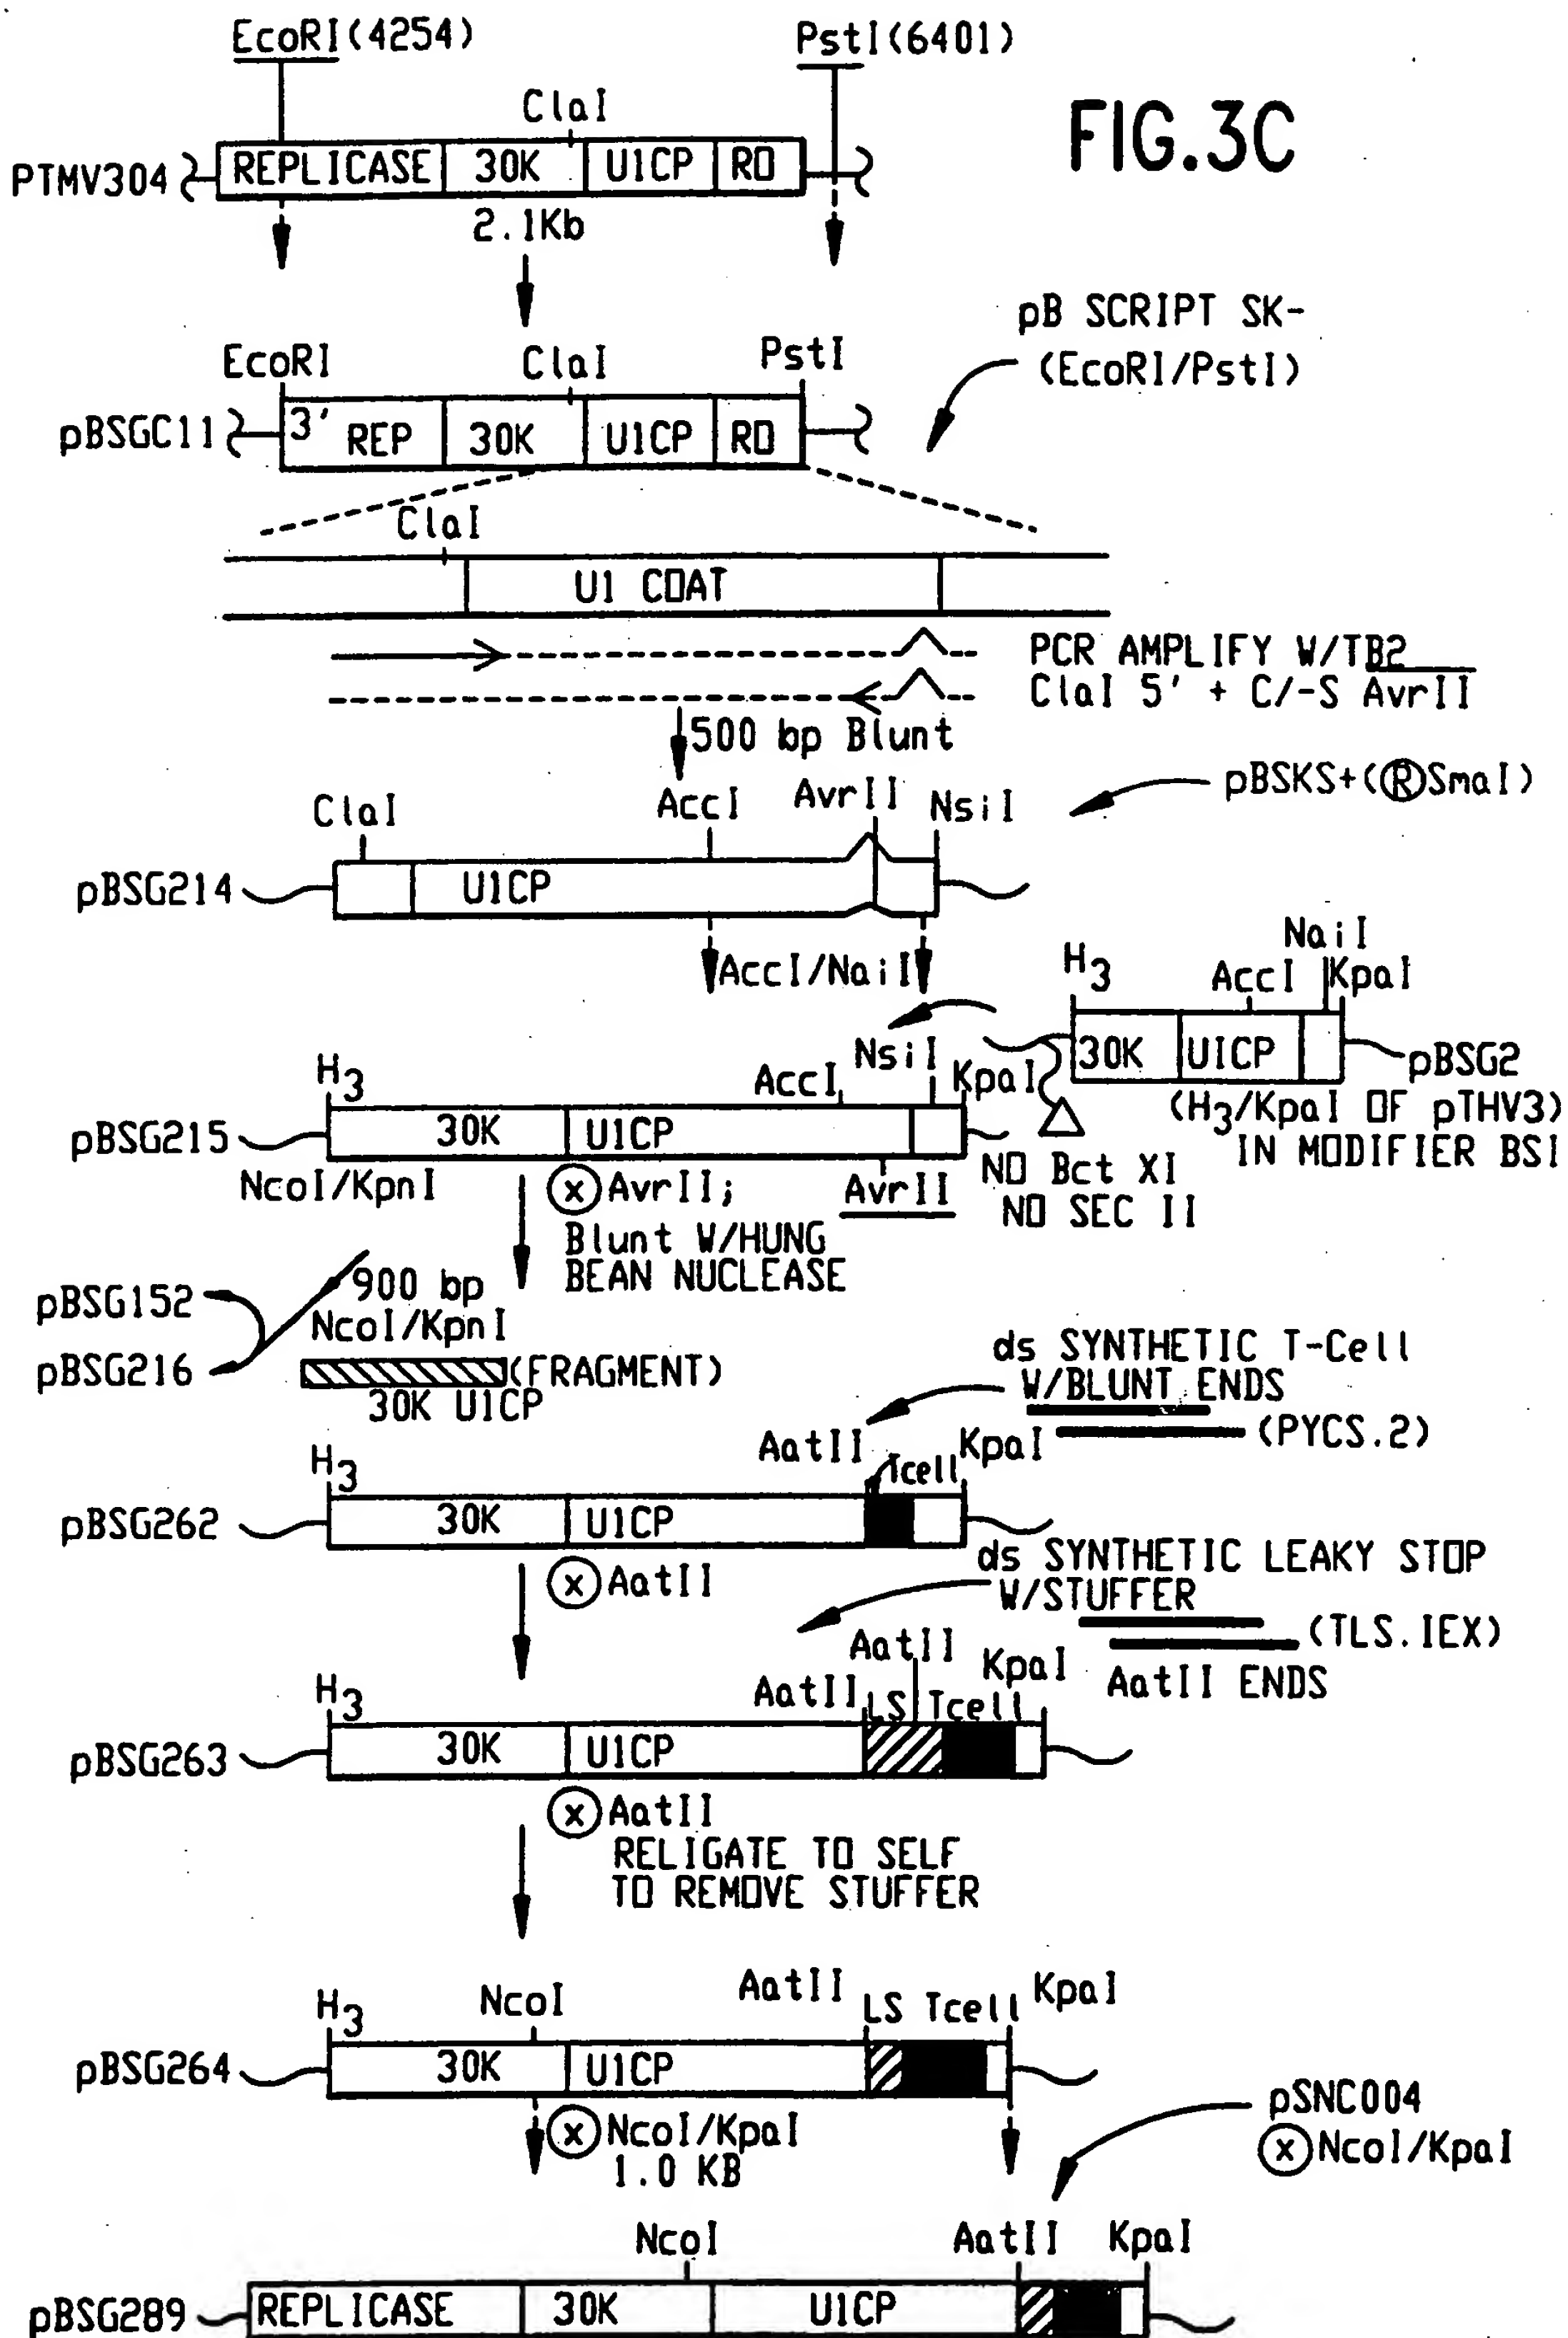 EcoRI(4254)
PstI(6401)
FIG.3C
ClaI
PTMV304
REPLICASE
30K
U1CP
RO
2.1Kb
pB SCRIPT SK-
(EcoRI/PstI)
EcoRI
ClaI
PstI
pBSGC11
3' REP
30K
U1CP
RO
ClaI
U1 COAT
PCR AMPLIFY W/TB2
ClaI 5' + C/-S AvrII
500 bp Blunt
pBSKS+(®SmaI)
ClaI
AccI
AvrII
NsiI
pBSG214
U1CP
AccI/NaiI
H3
AccI
NaiI
KpaI
30K
U1CP
pBSG2
(H3/KpaI OF pTHV3)
IN MODIFIER BSI
H3
AccI
NsiI
KpaI
pBSG215
30K
U1CP
NcoI/KpnI
ⓧAvrII;
AvrII
Blunt W/HUNG
BEAN NUCLEASE
NO Bct XI
NO SEC II
pBSG152
900 bp
NcoI/KpnI
pBSG216
(FRAGMENT)
30K U1CP
ds SYNTHETIC T-Cell
W/BLUNT ENDS
(PYCS.2)
H3
AatII
Tcell
KpaI
pBSG262
30K
U1CP
ⓧAatII
ds SYNTHETIC LEAKY STOP
W/STUFFER
(TLS.IEX)
AatII ENDS
H3
AatII
AatII
LS Tcell
KpaI
pBSG263
30K
U1CP
ⓧAatII
RELIGATE TO SELF
TO REMOVE STUFFER
H3
NcoI
AatII
LS Tcell
KpaI
pBSG264
30K
U1CP
ⓧNcoI/KpaI
1.0 KB
pSNC004
ⓧNcoI/KpaI
NcoI
AatII
KpaI
pBSG289
REPLICASE
30K
U1CP